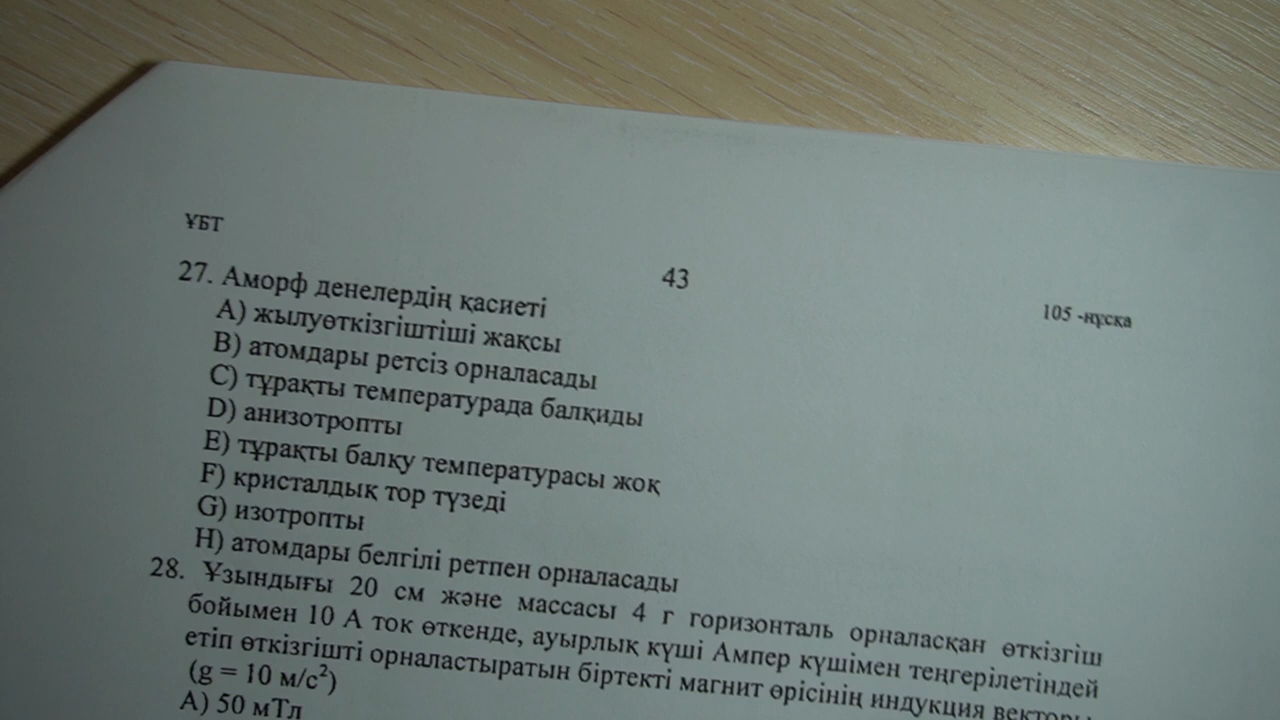 ҰБТ
43
105 -нұсқа
27. Аморф денелердің қасиеті
A) жылуөткізгіштіші жақсы
B) атомдары ретсіз орналасады
C) тұрақты температурада балқиды
D) анизотропты
E) тұрақты балқу температурасы жоқ
F) кристалдық тор түзеді
G) изотропты
H) атомдары белгілі ретпен орналасады
28. Ұзындығы 20 см және массасы 4 г горизонталь орналасқан өткізгіш
бойымен 10 А ток өткенде, ауырлық күші Ампер күшімен теңгерілетіндей
етіп өткізгішті орналастыратын біртекті магнит өрісінің индукция векторы
(g = 10 м/с²)
A) 50 мТл